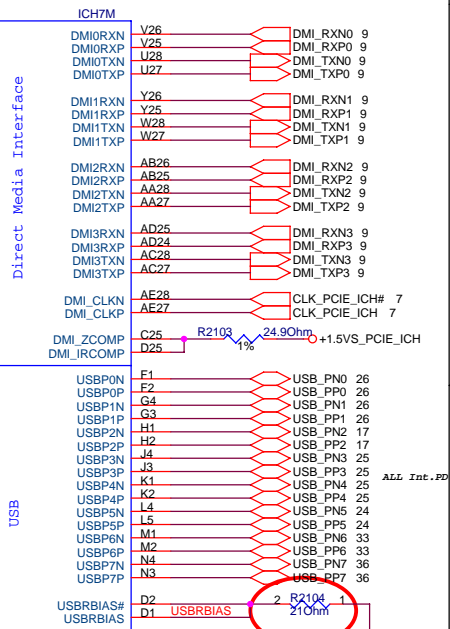 ICH7M
Direct Media Interface
DMI0RXN V26 DMI_RXN0 9
DMI0RXP V25 DMI_RXP0 9
DMI0TXN U28 DMI_TXN0 9
DMI0TXP U27 DMI_TXP0 9
DMI1RXN Y26 DMI_RXN1 9
DMI1RXP Y25 DMI_RXP1 9
DMI1TXN W28 DMI_TXN1 9
DMI1TXP W27 DMI_TXP1 9
DMI2RXN AB26 DMI_RXN2 9
DMI2RXP AB25 DMI_RXP2 9
DMI2TXN AA28 DMI_TXN2 9
DMI2TXP AA27 DMI_TXP2 9
DMI3RXN AD25 DMI_RXN3 9
DMI3RXP AD24 DMI_RXP3 9
DMI3TXN AC28 DMI_TXN3 9
DMI3TXP AC27 DMI_TXP3 9
DMI_CLKN AE28 CLK_PCIE_ICH# 7
DMI_CLKP AE27 CLK_PCIE_ICH 7
DMI_ZCOMP C25 R2103 24.9Ohm +1.5VS_PCIE_ICH
1%
DMI_IRCOMP D25
USB
USBP0N F1 USB_PN0 26
USBP0P F2 USB_PP0 26
USBP1N G4 USB_PN1 26
USBP1P G3 USB_PP1 26
USBP2N H1 USB_PN2 17
USBP2P H2 USB_PP2 17
USBP3N J4 USB_PN3 25
USBP3P J3 USB_PP3 25
ALL Int.PD
USBP4N K1 USB_PN4 25
USBP4P K2 USB_PP4 25
USBP5N L4 USB_PN5 24
USBP5P L5 USB_PP5 24
USBP6N M1 USB_PN6 33
USBP6P M2 USB_PP6 33
USBP7N N4 USB_PN7 36
USBP7P N3 USB_PP7 36
USBRBIAS# D2 2 R2104 1
21Ohm
USBRBIAS D1 USBRBIAS